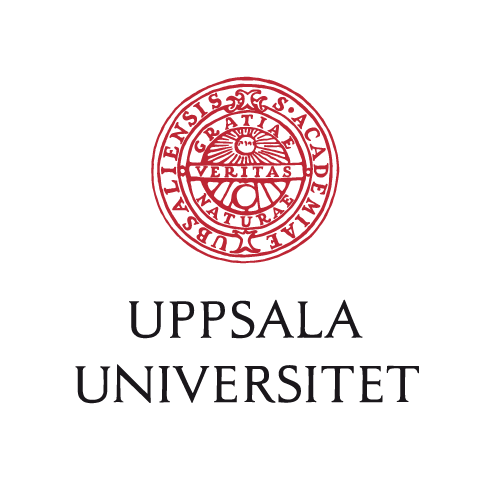 S·ACADEMIAE UBSALIENSIS
GRATIAE
VERITAS
NATURAE
UPPSALA
UNIVERSITET